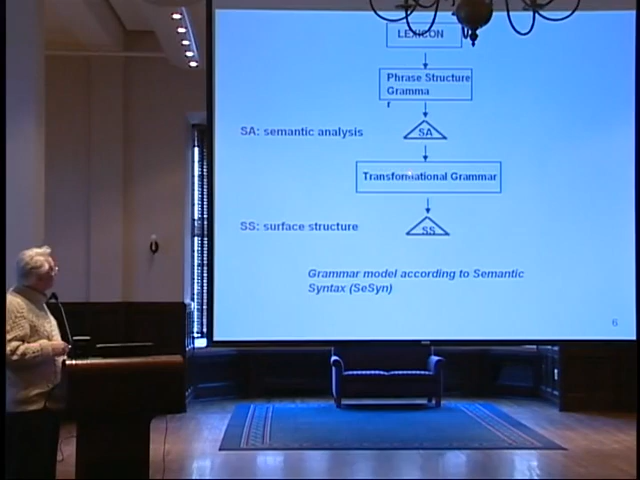 LEXICON
Phrase Structure
Gramma
r
SA: semantic analysis
SA
Transformational Grammar
SS: surface structure
SS
Grammar model according to Semantic
Syntax (SeSyn)
6